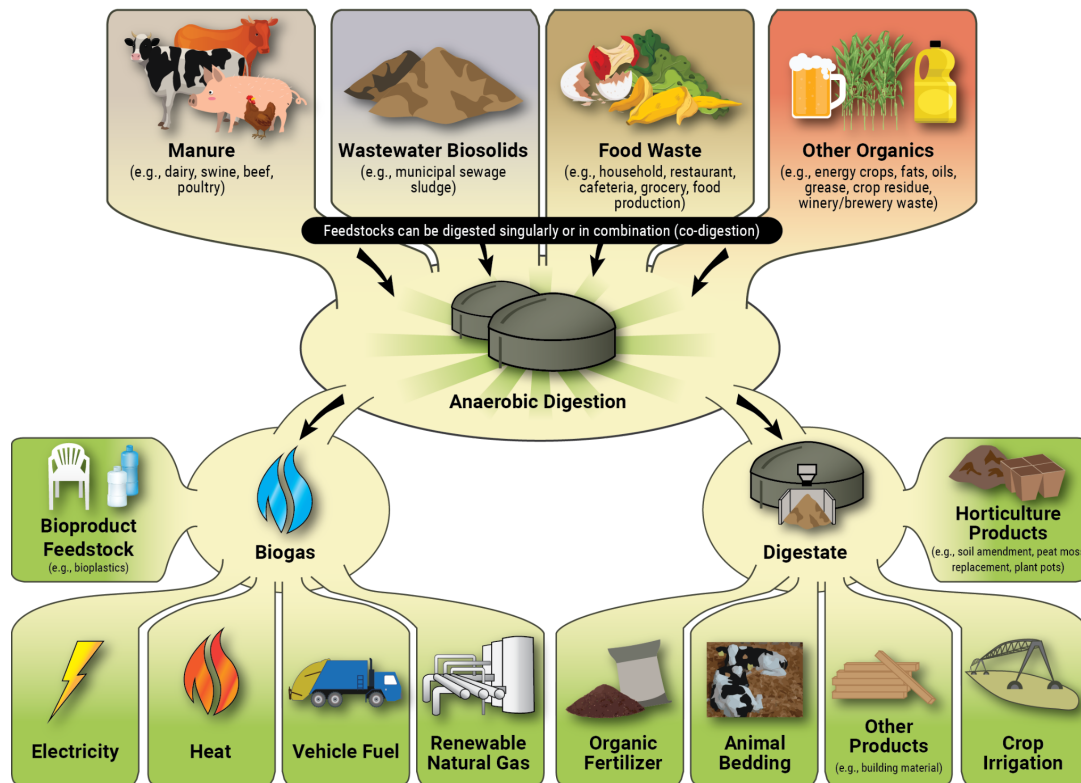 Manure
(e.g., dairy, swine, beef,
poultry)
Wastewater Biosolids
(e.g., municipal sewage
sludge)
Food Waste
(e.g., household, restaurant,
cafeteria, grocery, food
production)
Other Organics
(e.g., energy crops, fats, oils,
grease, crop residue,
winery/brewery waste)
Feedstocks can be digested singularly or in combination (co-digestion)
Anaerobic Digestion
Bioproduct
Feedstock
(e.g., bioplastics)
Biogas
Digestate
Horticulture
Products
(e.g., soil amendment, peat mos
replacement, plant pots)
Electricity
Heat
Vehicle Fuel
Renewable
Natural Gas
Organic
Fertilizer
Animal
Bedding
Other
Products
(e.g., building material)
Crop
Irrigation